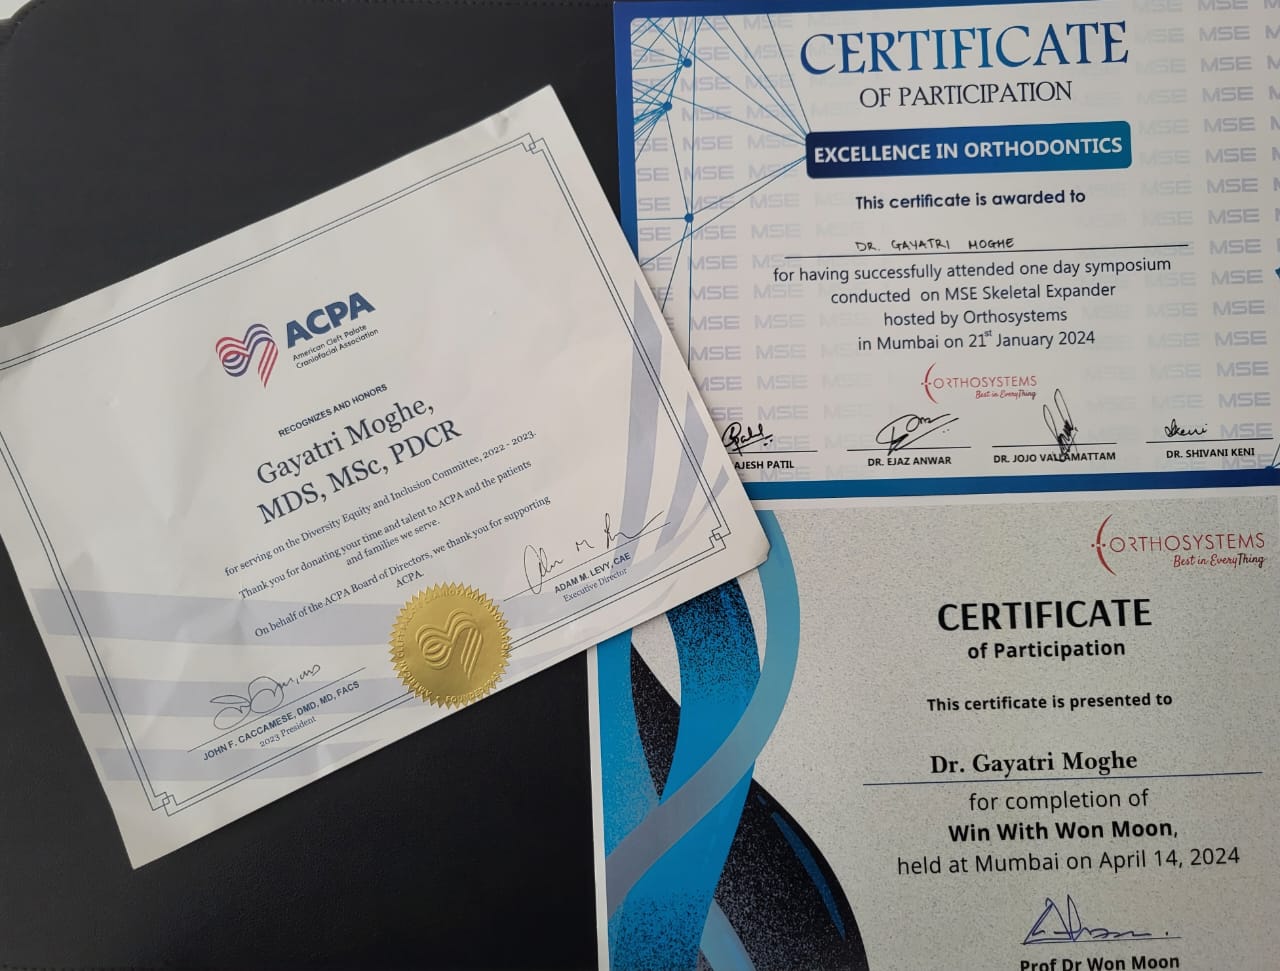 ACPA
American Cleft Palate
Craniofacial Association
RECOGNIZES AND HONORS
Gayatri Moghe,
MDS, MSc, PDCR
for serving on the Diversity Equity and Inclusion Committee, 2022 - 2023.
Thank you for donating your time and talent to ACPA and the patients
and families we serve.
On behalf of the ACPA Board of Directors, we thank you for supporting
ACPA.
ADAM M. LEVY, CAE
Executive Director
JOHN F. CACCAMESE, DMD, MD, FACS
2023 President
CERTIFICATE
OF PARTICIPATION
EXCELLENCE IN ORTHODONTICS
This certificate is awarded to
DR. GAYATRI MOGHE
for having successfully attended one day symposium
conducted on MSE Skeletal Expander
hosted by Orthosystems
in Mumbai on 21st January 2024
ORTHOSYSTEMS
Best in EveryThing
AJESH PATIL
DR. EJAZ ANWAR
DR. JOJO VALLAMATTAM
DR. SHIVANI KENI
ORTHOSYSTEMS
Best in EveryThing
CERTIFICATE
of Participation
This certificate is presented to
Dr. Gayatri Moghe
for completion of
Win With Won Moon,
held at Mumbai on April 14, 2024
Prof Dr Won Moon